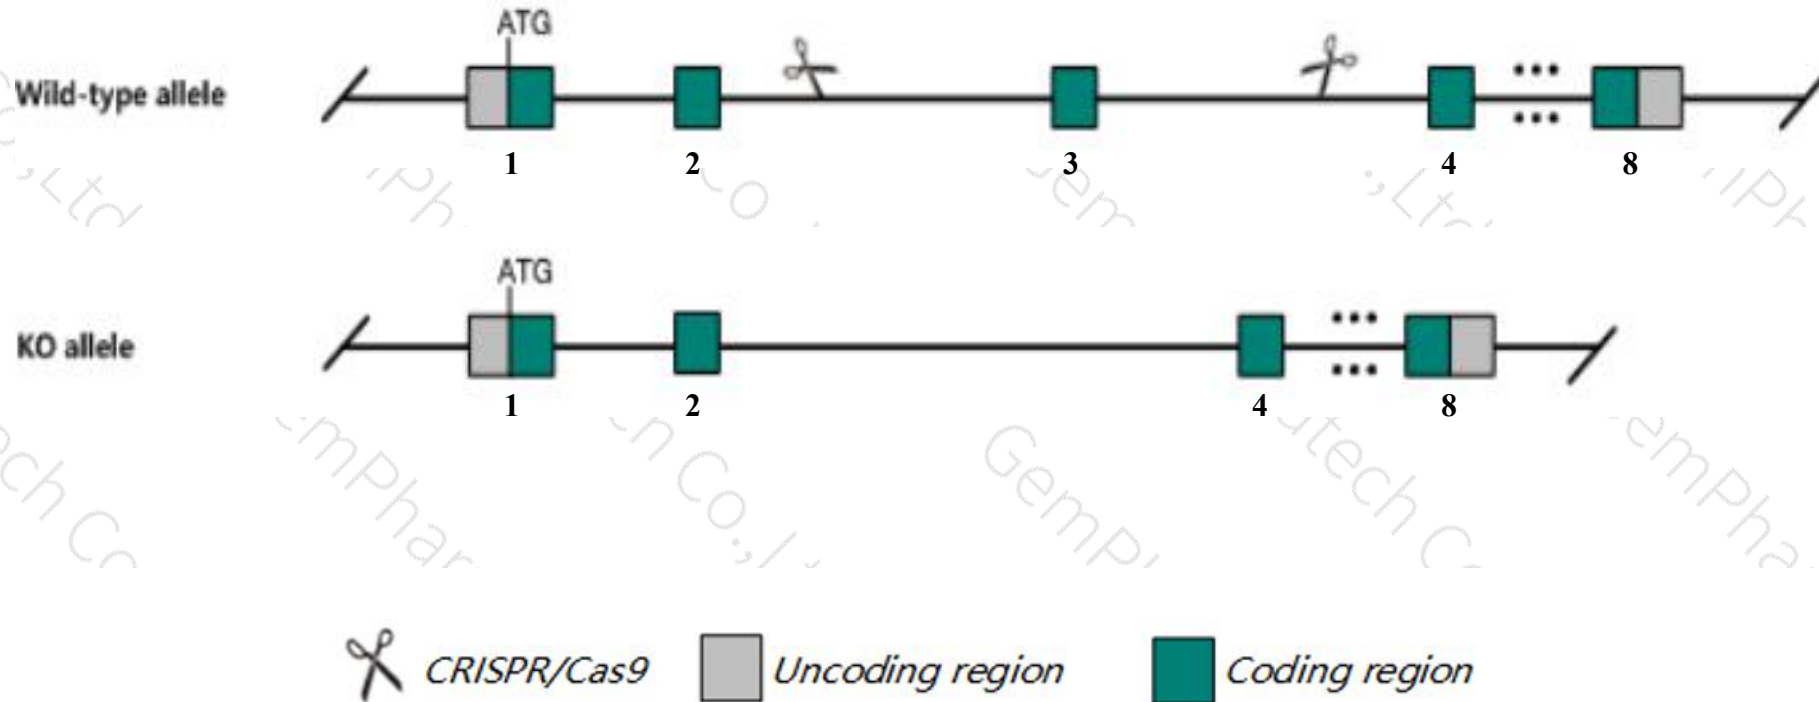 ATG
Wild-type allele
1 2 3 4 8
ATG
KO allele
1 2 4 8
CRISPR/Cas9 Uncoding region Coding region
GemP